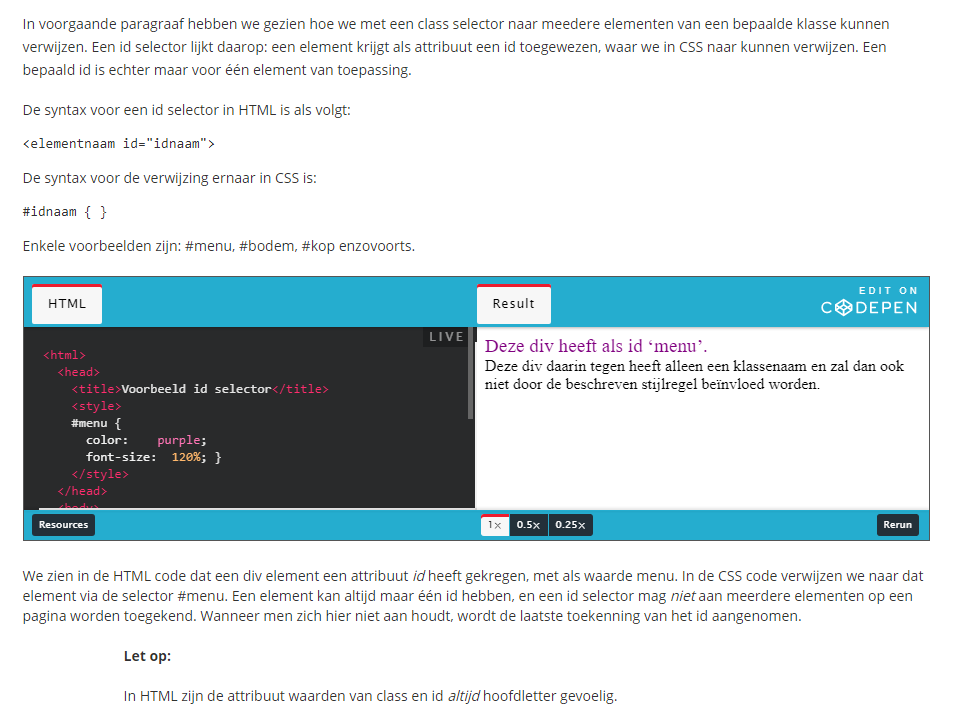 In voorgaande paragraaf hebben we gezien hoe we met een class selector naar meedere elementen van een bepaalde klasse kunnen
verwijzen. Een id selector lijkt daarop: een element krijgt als attribuut een id toegewezen, waar we in CSS naar kunnen verwijzen. Een
bepaald id is echter maar voor één element van toepassing.
De syntax voor een id selector in HTML is als volgt:
<elementnaam id="idnaam">
De syntax voor de verwijzing ernaar in CSS is:
#idnaam { }
Enkele voorbeelden zijn: #menu, #bodem, #kop enzovoorts.
HTML
Result
EDIT ON
CODEPEN
LIVE
<html>
<head>
<title>Voorbeeld id selector</title>
<style>
#menu {
color: purple;
font-size: 120%; }
</style>
</head>
<body>
Deze div heeft als id ‘menu’.
Deze div daarin tegen heeft alleen een klassenaam en zal dan ook
niet door de beschreven stijlregel beïnvloed worden.
Resources
1x 0.5x 0.25x
Rerun
We zien in de HTML code dat een div element een attribuut id heeft gekregen, met als waarde menu. In de CSS code verwijzen we naar dat
element via de selector #menu. Een element kan altijd maar één id hebben, en een id selector mag niet aan meerdere elementen op een
pagina worden toegekend. Wanneer men zich hier niet aan houdt, wordt de laatste toekenning van het id aangenomen.
Let op:
In HTML zijn de attribuut waarden van class en id altijd hoofdletter gevoelig.